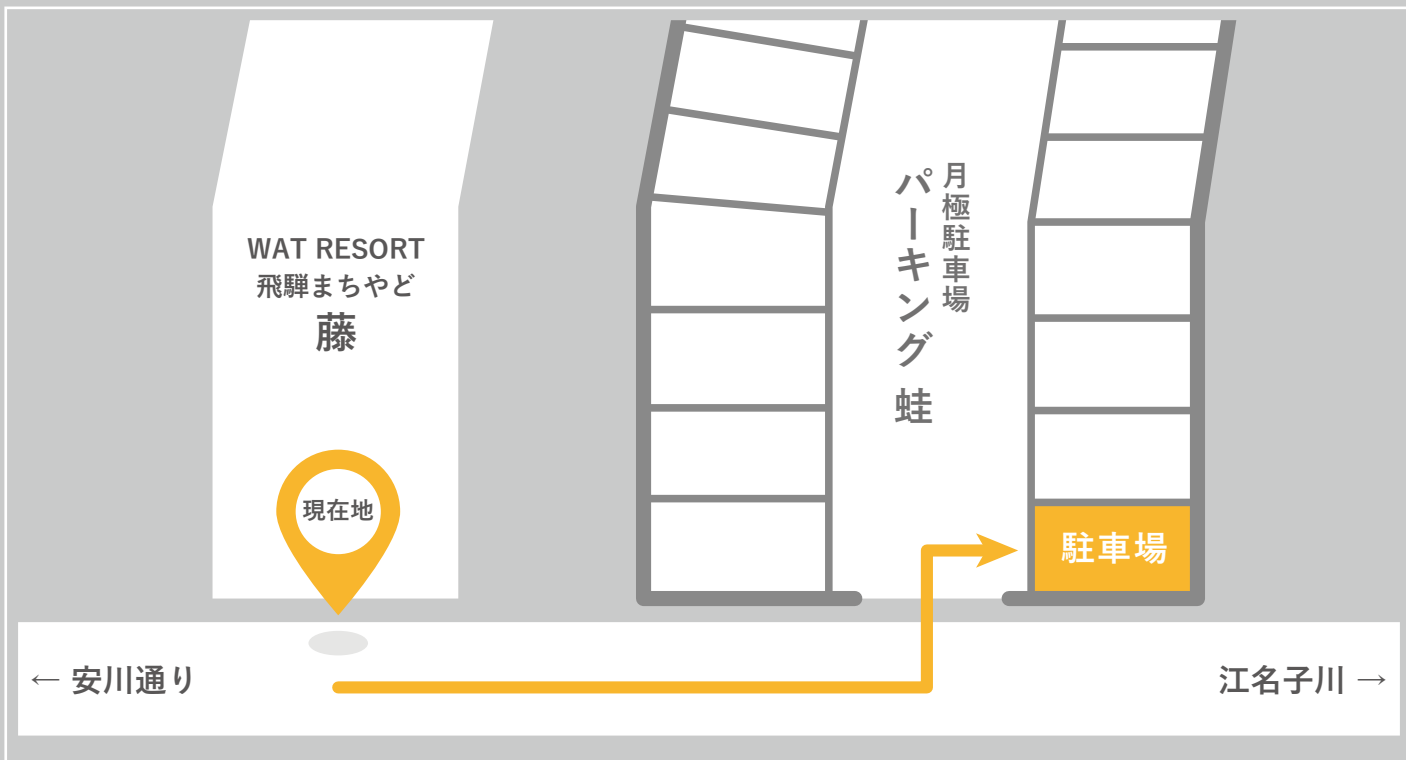 WAT RESORT
飛騨まちやど
藤
現在地
月極駐車場
パーキング 蛙
駐車場
← 安川通り
江名子川 →